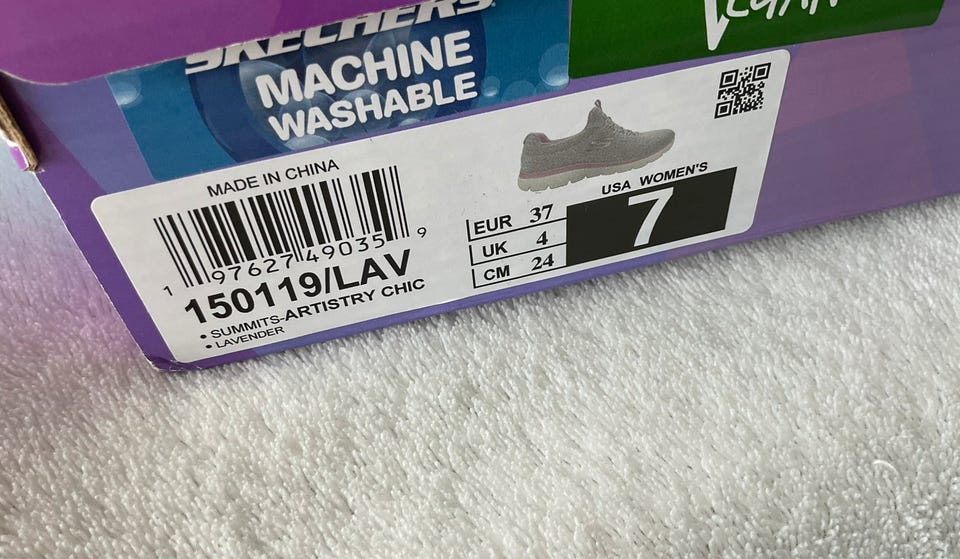 SKECHERS
MACHINE
WASHABLE
VEGAN
MADE IN CHINA
1 97627 49035 9
150119/LAV
• SUMMITS-ARTISTRY CHIC
• LAVENDER
EUR 37
UK 4
CM 24
USA WOMEN'S
7